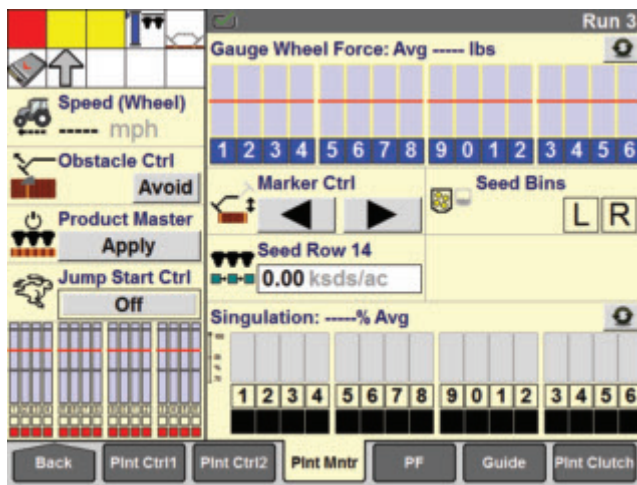 Run 3
Gauge Wheel Force: Avg ----- lbs
1 2 3 4 5 6 7 8 9 0 1 2 3 4 5 6
Speed (Wheel)
----- mph
Obstacle Ctrl
Avoid
Product Master
Apply
Jump Start Ctrl
Off
Marker Ctrl
Seed Bins
L R
Seed Row 14
0.00 ksds/ac
Singulation: -----% Avg
1 2 3 4 5 6 7 8 9 0 1 2 3 4 5 6
Back Plnt Ctrl1 Plnt Ctrl2 Plnt Mntr PF Guide Plnt Clutch